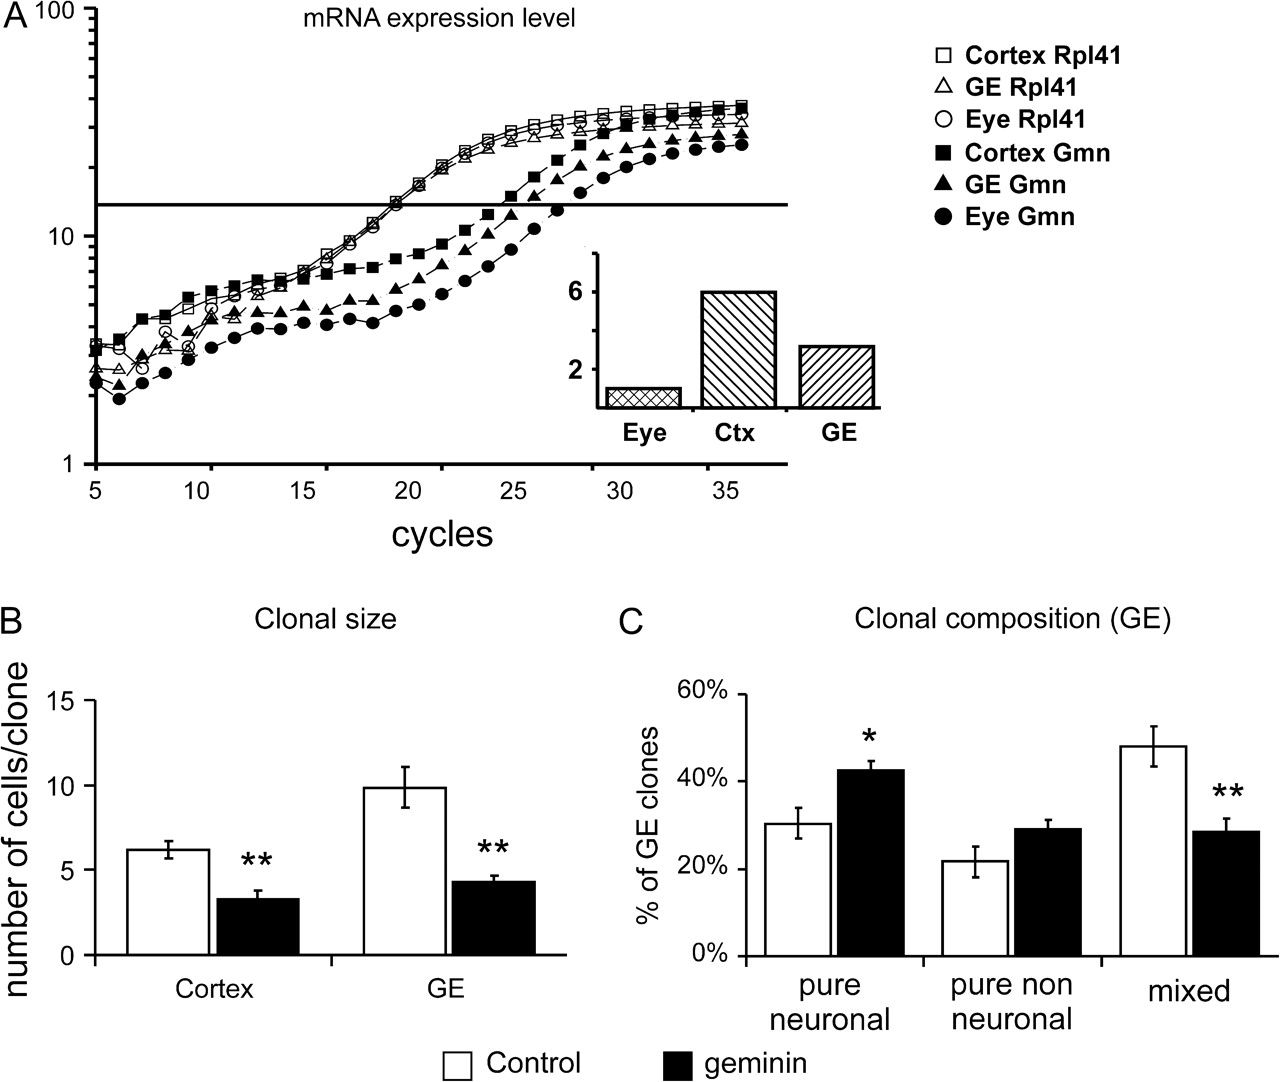 A
mRNA expression level
100
10
1
5 10 15 20 25 30 35
cycles
Cortex Rpl41
GE Rpl41
Eye Rpl41
Cortex Gmn
GE Gmn
Eye Gmn
6
2
Eye Ctx GE
B
Clonal size
number of cells/clone
15
10
5
0
** **
Cortex GE
C
Clonal composition (GE)
% of GE clones
60%
40%
20%
0%
* **
pure
neuronal
pure non
neuronal
mixed
Control geminin